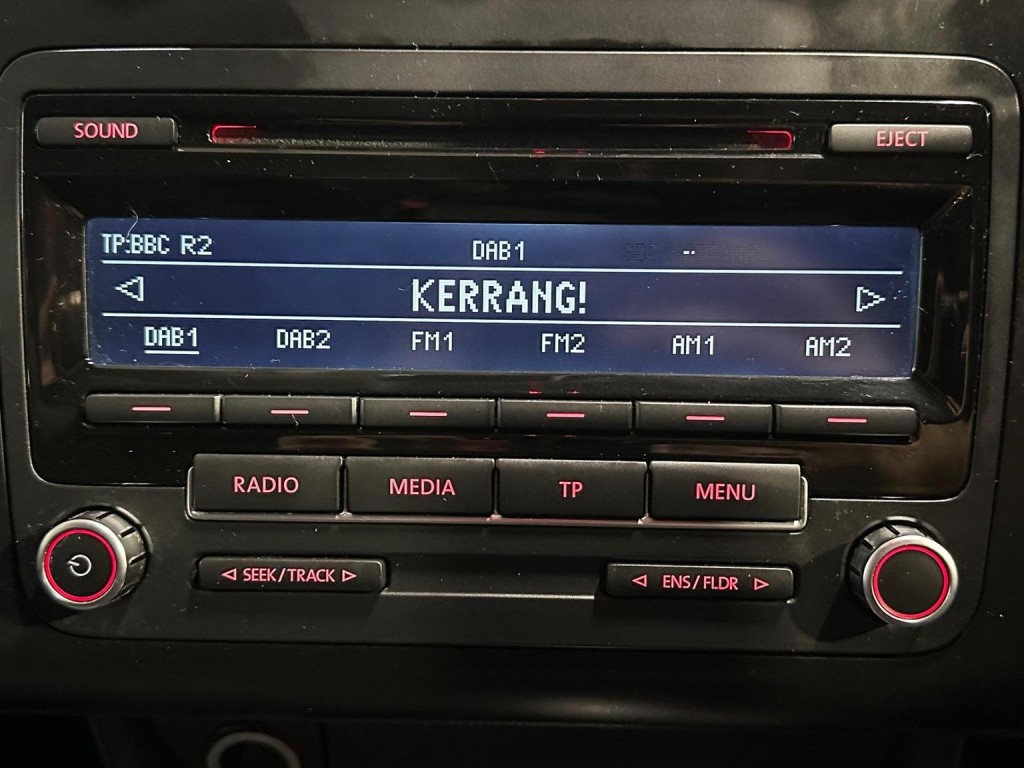 SOUND EJECT
TP:BBC R2 DAB1 --
KERRANG!
DAB1 DAB2 FM1 FM2 AM1 AM2
RADIO MEDIA TP MENU
SEEK/TRACK ENS/FLDR